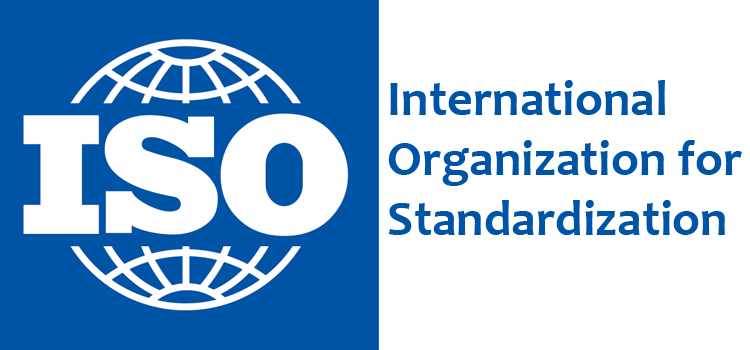 ISO
International
Organization for
Standardization